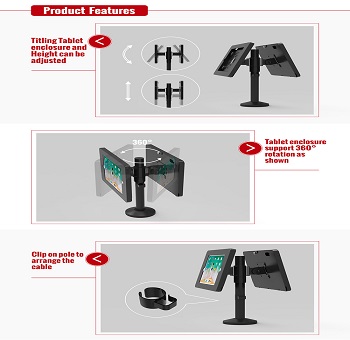 Product Features
Titling Tablet
enclosure and
Height can be
adjusted
360°
Tablet enclosure
support 360°
rotation as
shown
Clip on pole to
arrange the
cable